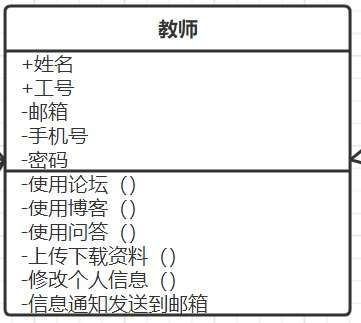 教师
+姓名
+工号
-邮箱
-手机号
-密码
-使用论坛（）
-使用博客（）
-使用问答（）
-上传下载资料（）
-修改个人信息（）
-信息通知发送到邮箱